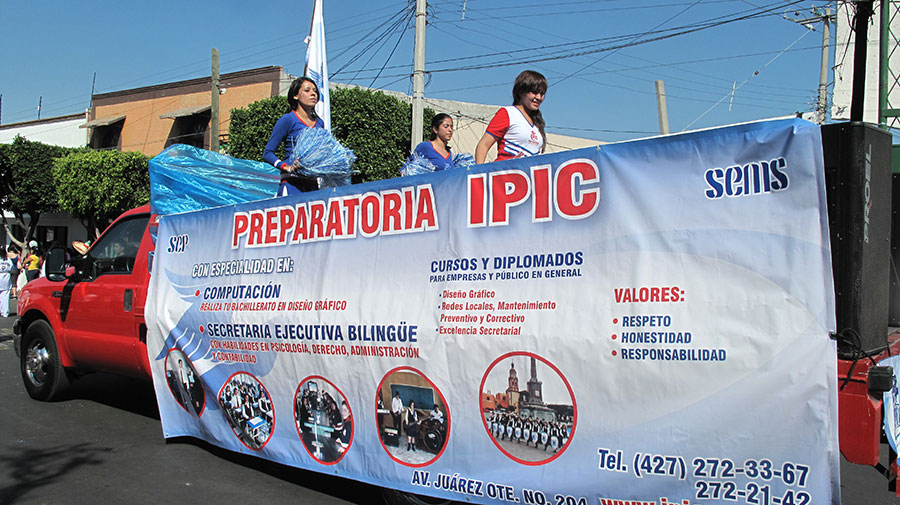 PREPARATORIA IPIC
sems
SEP
CON ESPECIALIDAD EN:
• COMPUTACIÓN
REALIZA TU BACHILLERATO EN DISEÑO GRÁFICO
• SECRETARIA EJECUTIVA BILINGÜE
CON HABILIDADES EN PSICOLOGÍA, DERECHO, ADMINISTRACIÓN
Y CONTABILIDAD
CURSOS Y DIPLOMADOS
PARA EMPRESAS Y PÚBLICO EN GENERAL
• Diseño Gráfico
• Redes Locales, Mantenimiento
Preventivo y Correctivo
• Excelencia Secretarial
VALORES:
• RESPETO
• HONESTIDAD
• RESPONSABILIDAD
Tel. (427) 272-33-67
272-21-42
AV. JUÁREZ OTE. NO. 204